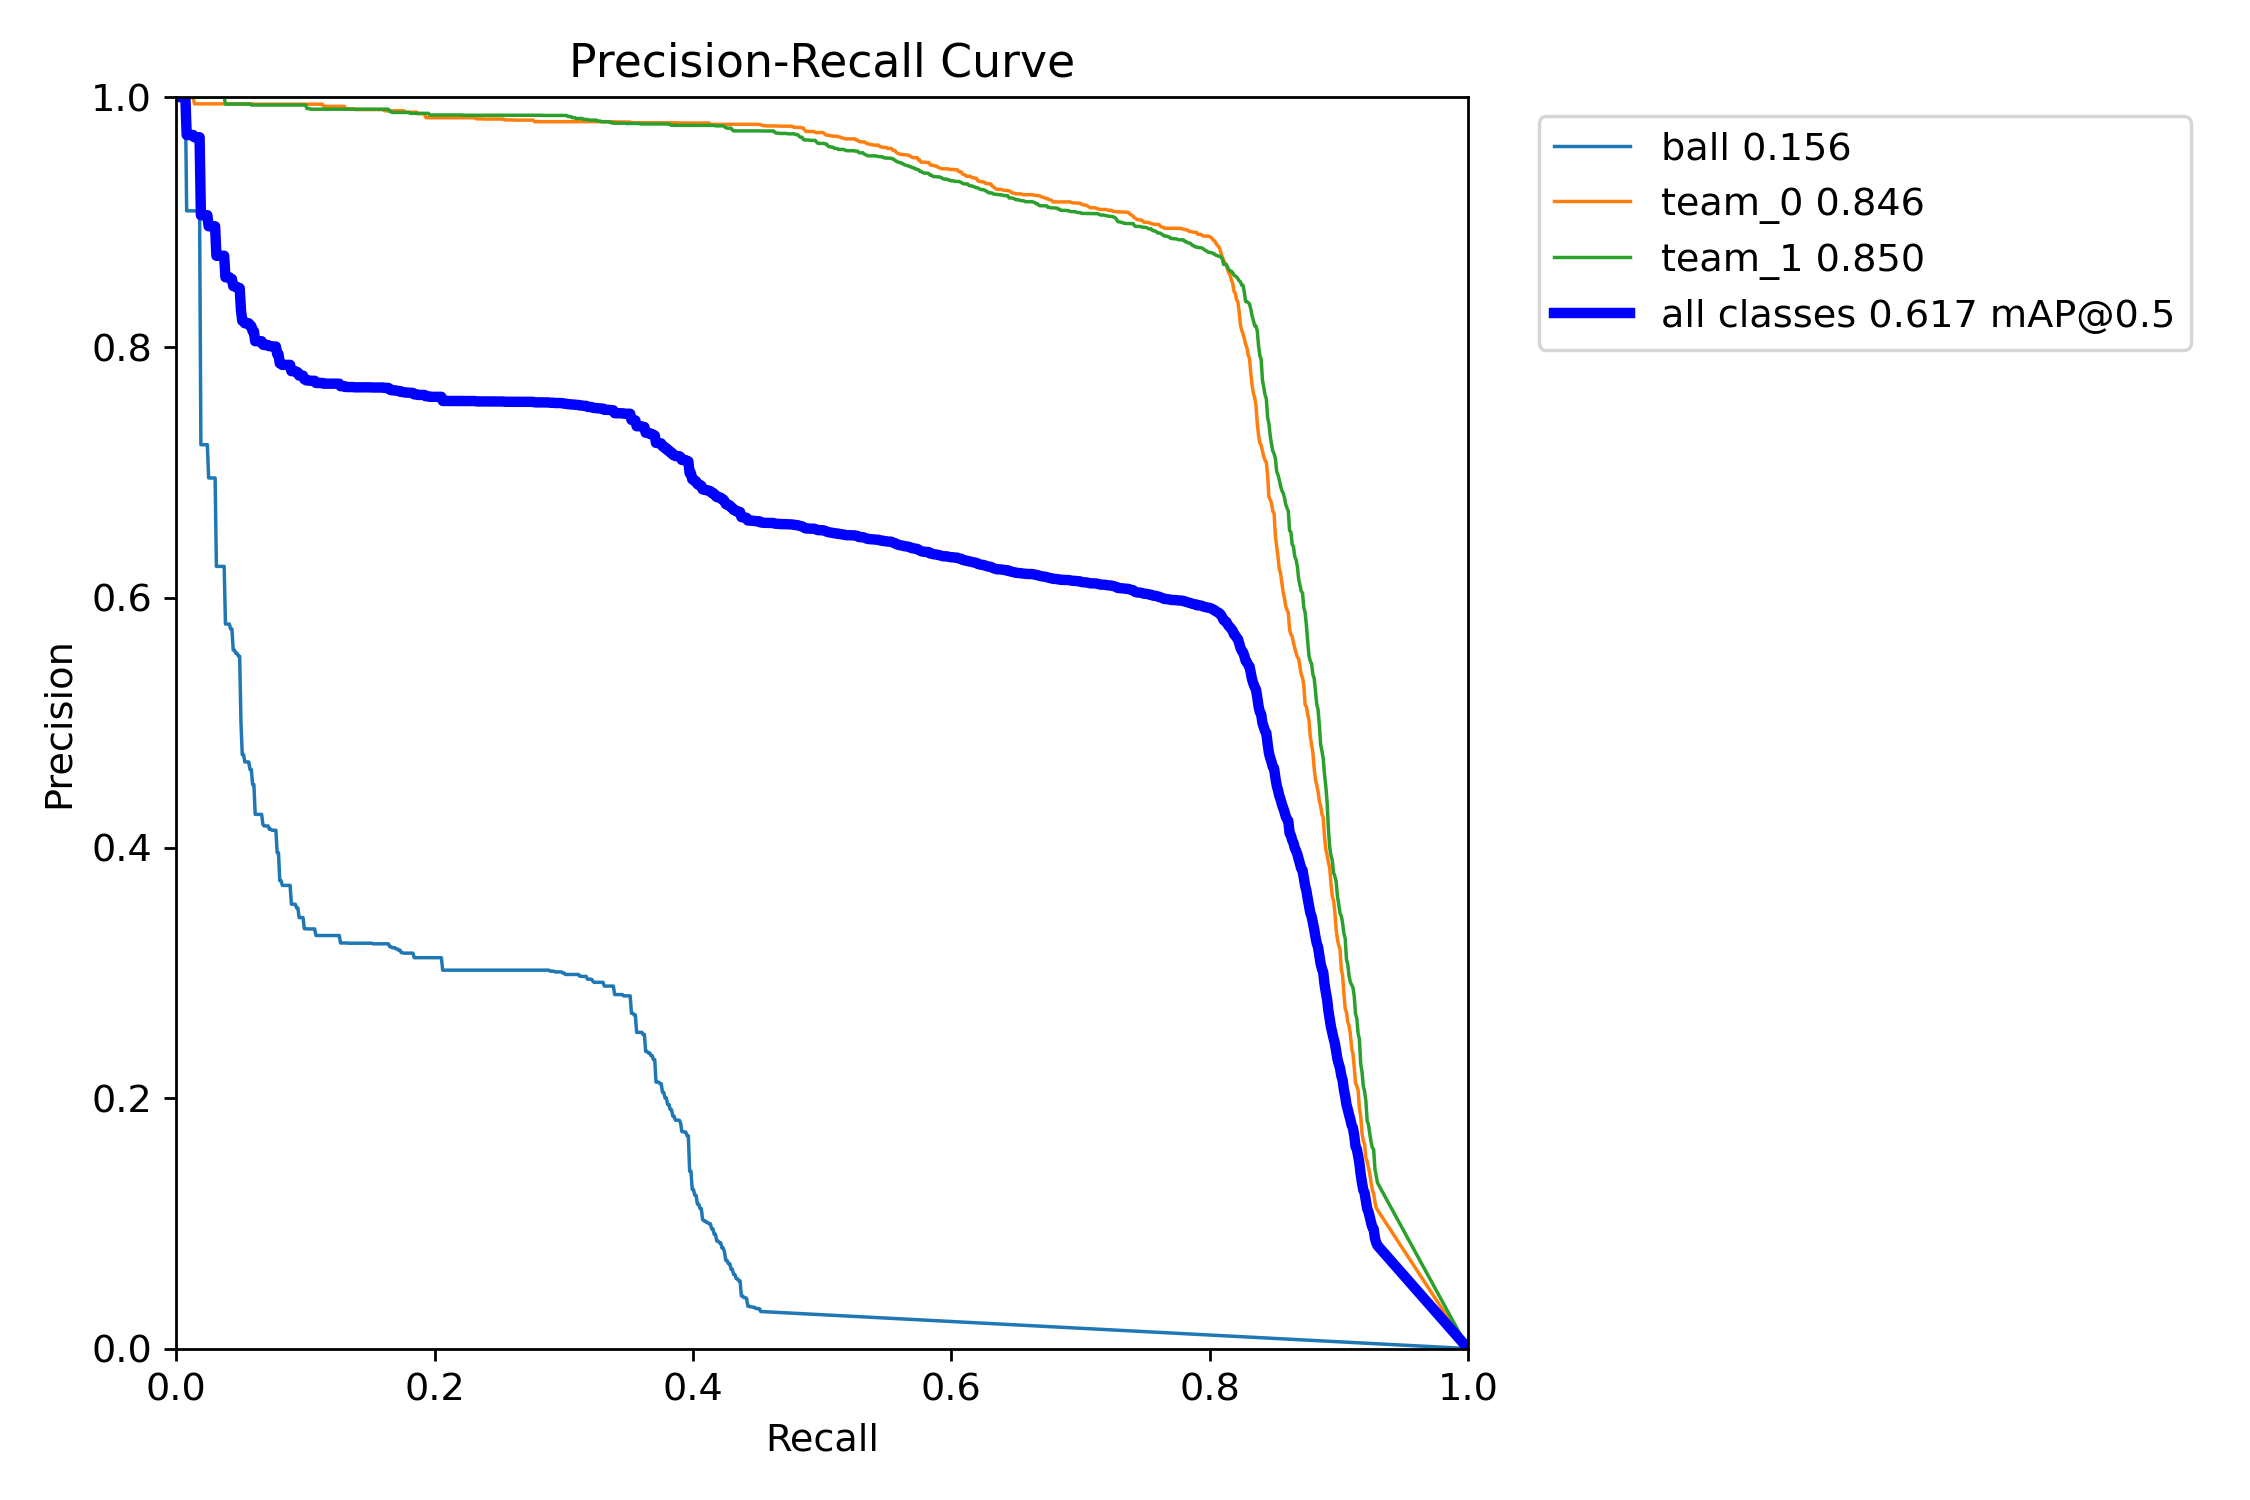 Precision-Recall Curve
1.0
0.8
0.6
0.4
0.2
0.0
Precision
0.0 0.2 0.4 0.6 0.8 1.0
Recall
ball 0.156
team_0 0.846
team_1 0.850
all classes 0.617 mAP@0.5